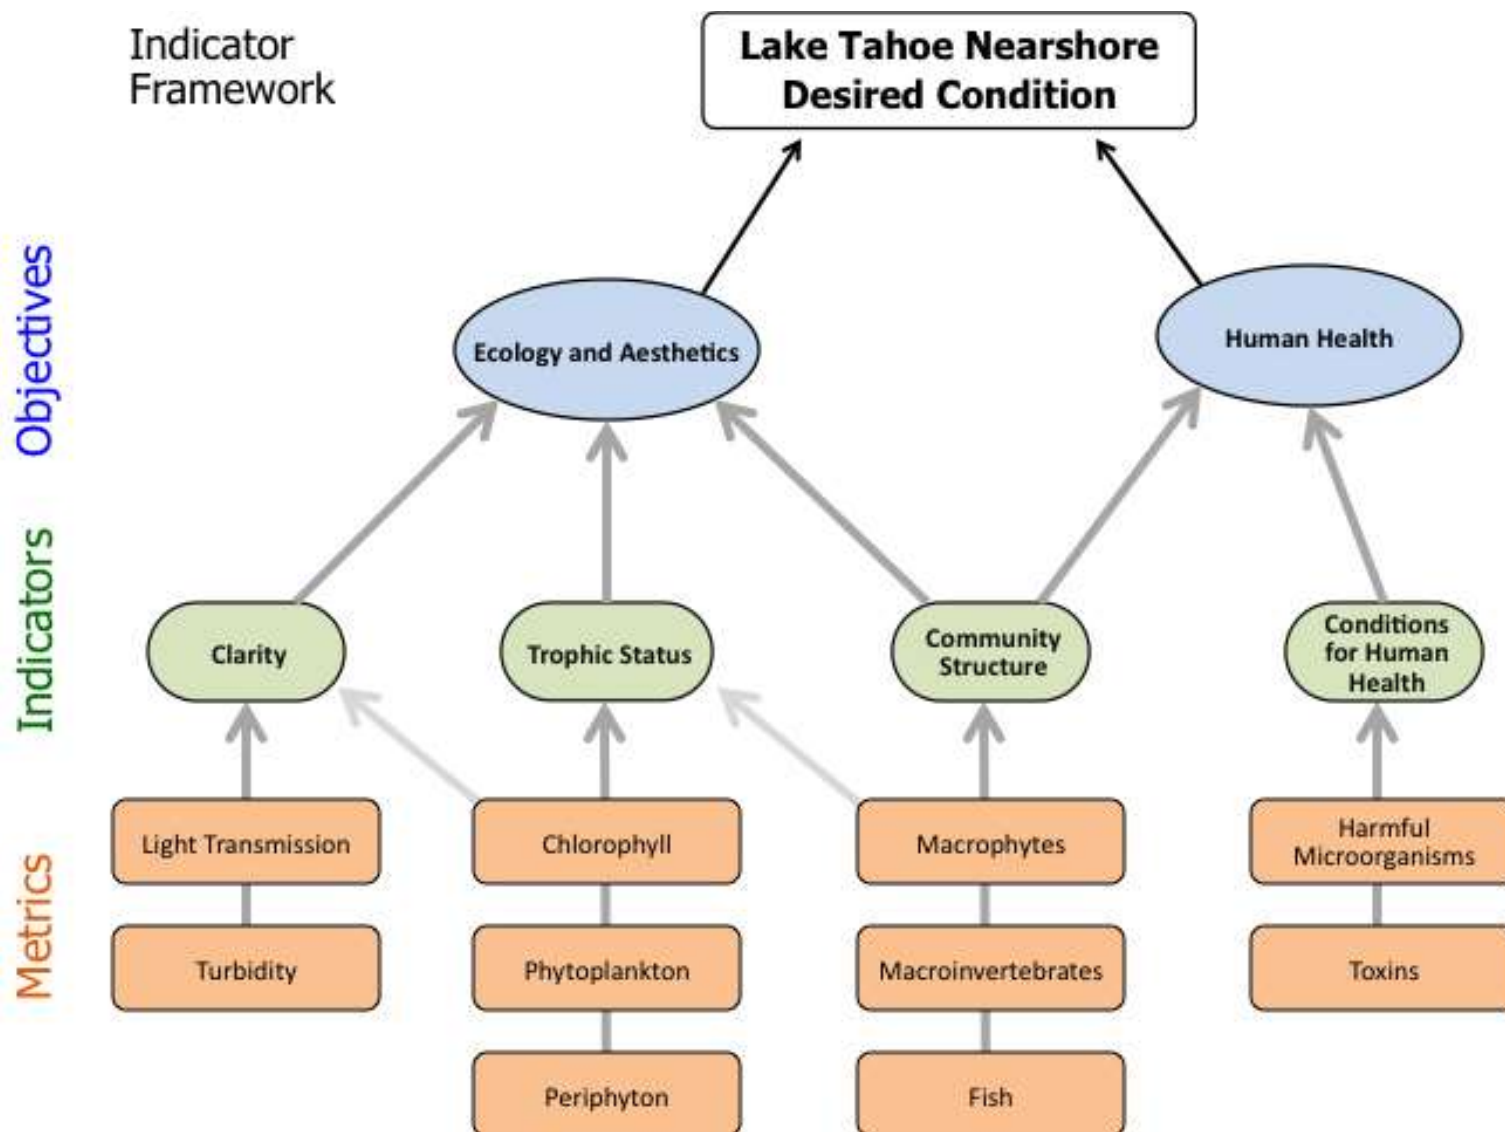 Indicator
Framework
Lake Tahoe Nearshore
Desired Condition
Objectives
Ecology and Aesthetics
Human Health
Indicators
Clarity
Trophic Status
Community
Structure
Conditions
for Human
Health
Metrics
Light Transmission
Chlorophyll
Macrophytes
Harmful
Microorganisms
Turbidity
Phytoplankton
Macroinvertebrates
Toxins
Periphyton
Fish